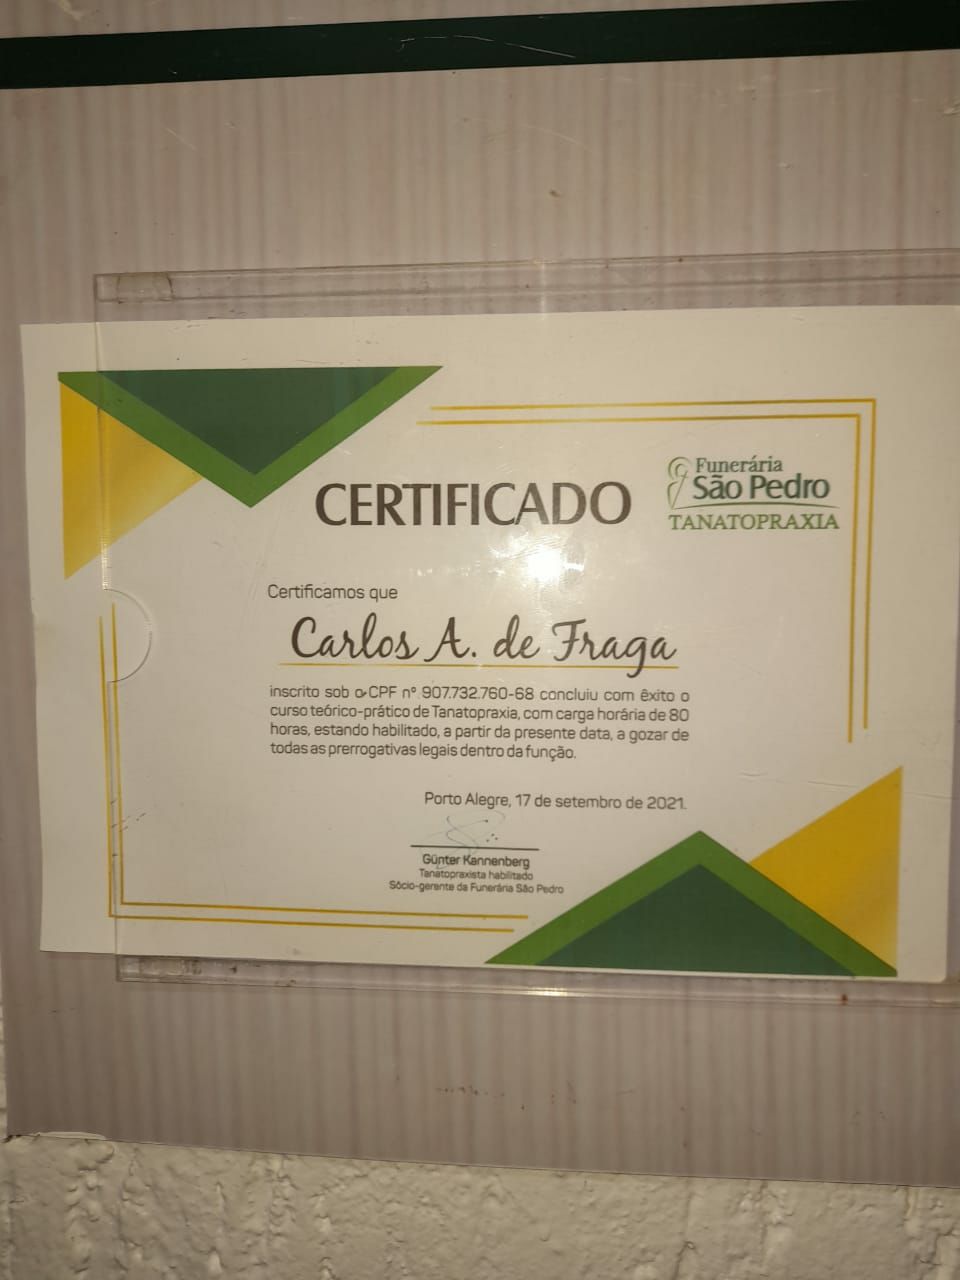 CERTIFICADO
Funerária
São Pedro
TANATOPRAXIA
Certificamos que
Carlos A. de Fraga
inscrito sob o CPF nº 907.732.760-68 concluiu com êxito o
curso teórico-prático de Tanatopraxia, com carga horária de 80
horas, estando habilitado, a partir da presente data, a gozar de
todas as prerrogativas legais dentro da função.
Porto Alegre, 17 de setembro de 2021.
Günter Kannenberg
Tanatopraxista habilitado
Sócio-gerente da Funerária São Pedro